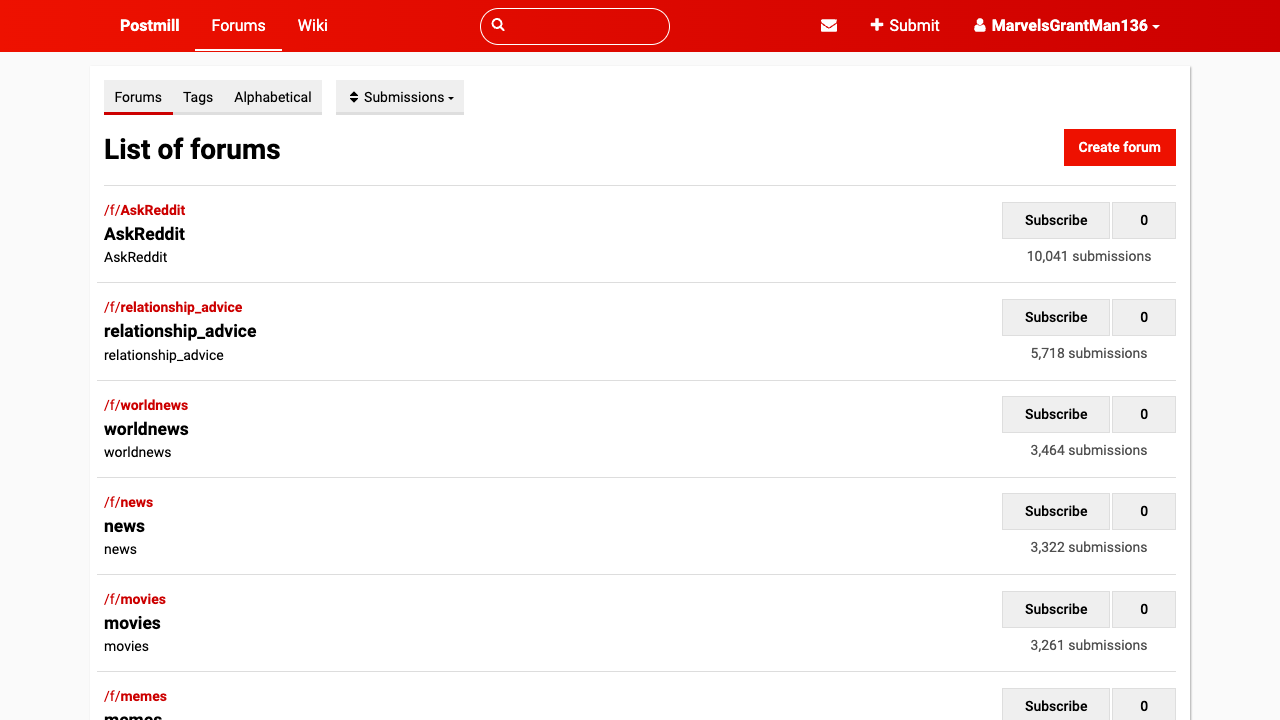 Postmill Forums Wiki Submit MarvelsGrantMan136
Forums Tags Alphabetical Submissions
List of forums
Create forum
/f/AskReddit
AskReddit
AskReddit
Subscribe 0
10,041 submissions
/f/relationship_advice
relationship_advice
relationship_advice
Subscribe 0
5,718 submissions
/f/worldnews
worldnews
worldnews
Subscribe 0
3,464 submissions
/f/news
news
news
Subscribe 0
3,322 submissions
/f/movies
movies
movies
Subscribe 0
3,261 submissions
/f/memes
memes
Subscribe 0